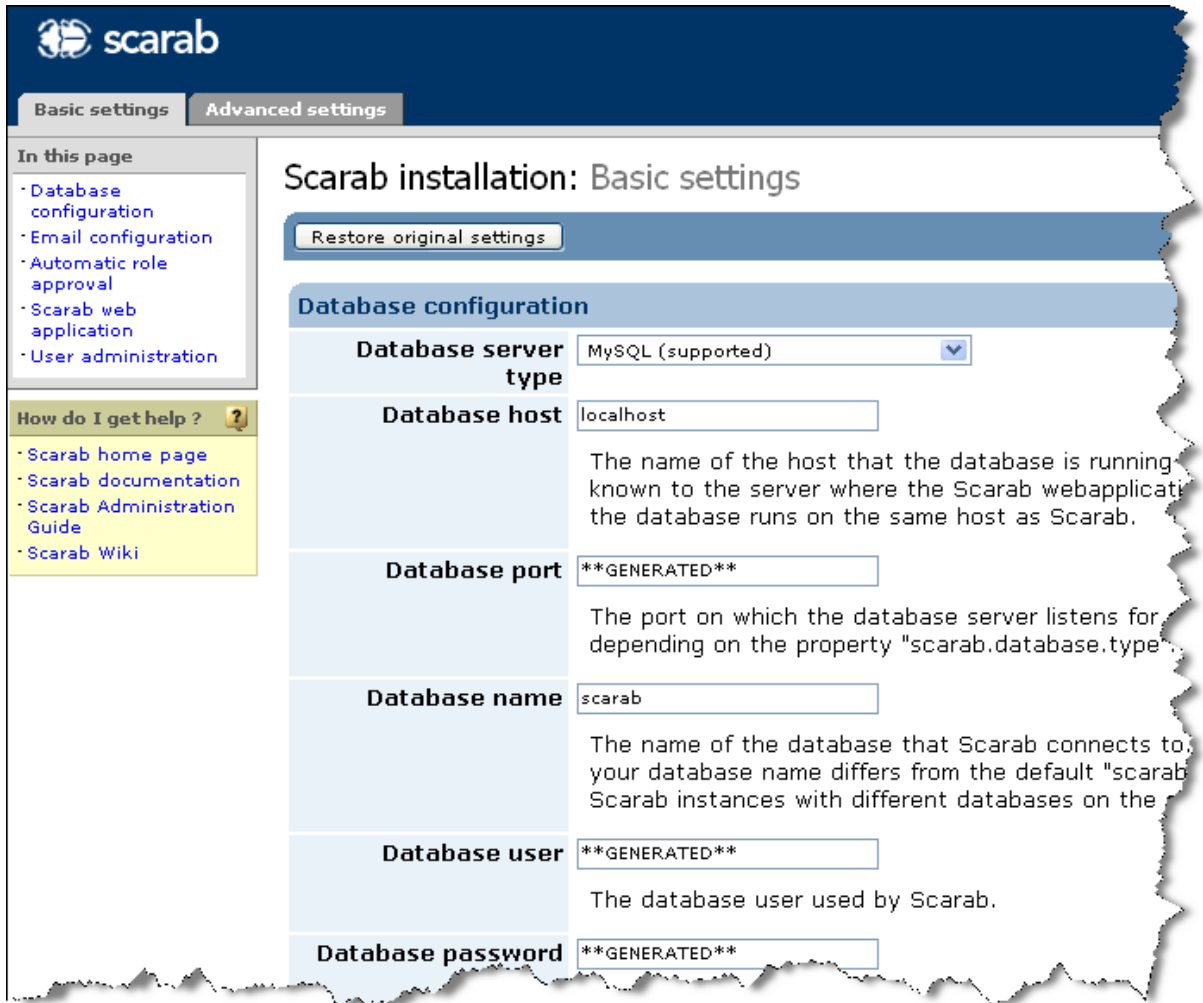 scarab
Basic settings
Advanced settings
In this page
Database
configuration
Email configuration
Automatic role
approval
Scarab web
application
User administration
How do I get help ?
?
Scarab home page
Scarab documentation
Scarab Administration
Guide
Scarab Wiki
Scarab installation: Basic settings
Restore original settings
Database configuration
Database server
type
MySQL (supported)
Database host
localhost
The name of the host that the database is running
known to the server where the Scarab
the database runs on the same host as Scarab.
Database port
**GENERATED**
The port on which the database server listens for
depending on the property "scarab.database.type".
Database name
scarab
The name of the database that Scarab connects to.
your database name differs from the default "scarab
Scarab instances with different databases on the
Database user
**GENERATED**
The database user used by Scarab.
Database password
**GENERATED**